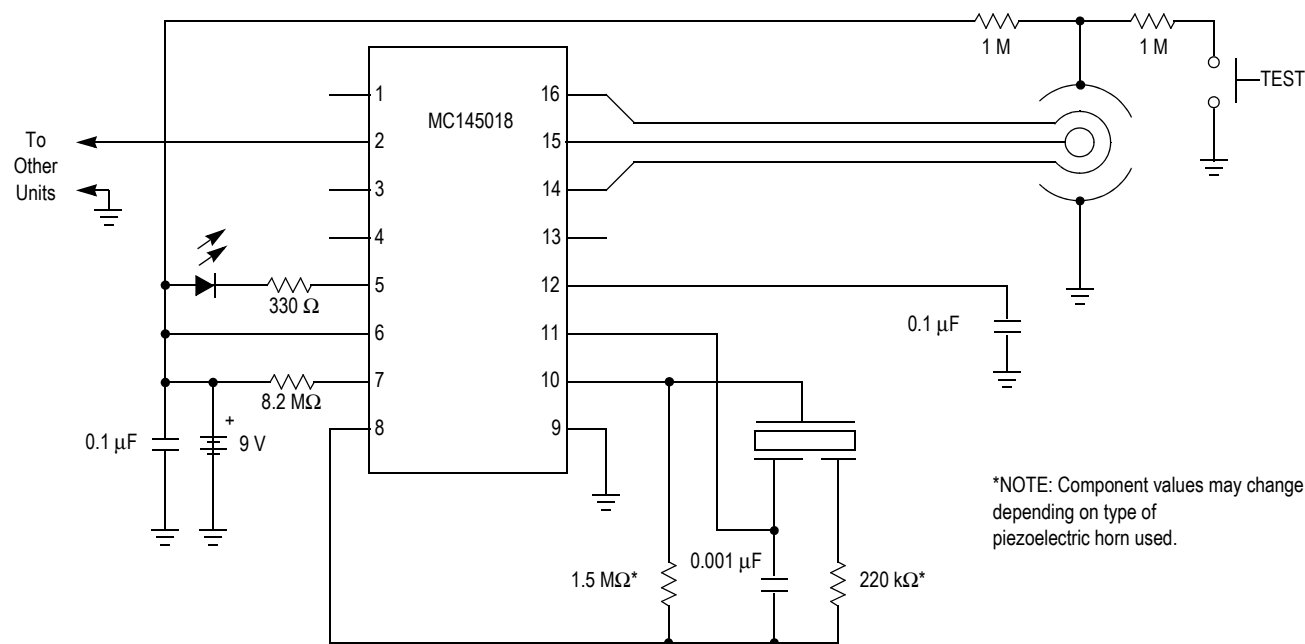 1 M
1 M
TEST
MC145018
1
2
3
4
5
6
7
8
16
15
14
13
12
11
10
9
To
Other
Units
330 Ω
8.2 MΩ
0.1 µF
+
9 V
0.1 µF
1.5 MΩ*
0.001 µF
220 kΩ*
*NOTE: Component values may change
depending on type of
piezoelectric horn used.